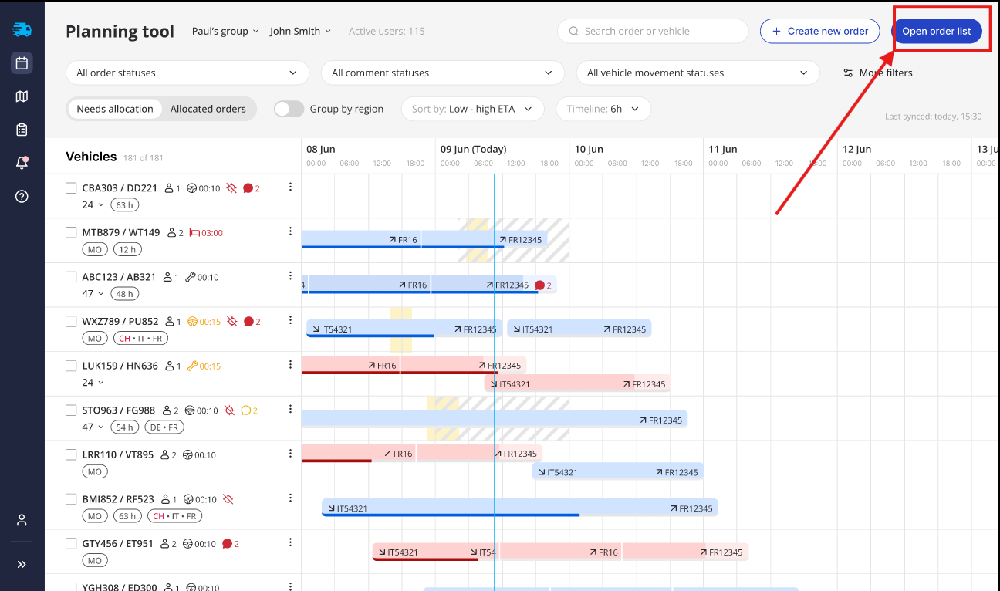 Planning tool Paul's group John Smith Active users: 115 Search order or vehicle + Create new order Open order list
All order statuses All comment statuses All vehicle movement statuses More filters
Needs allocation Allocated orders Group by region Sort by: Low - high ETA Timeline: 6h
Last synced: today, 15:30
Vehicles 181 of 181
08 Jun 09 Jun (Today) 10 Jun 11 Jun 12 Jun 13 Ju
00:00 06:00 12:00 18:00 00:00 06:00 12:00 18:00 00:00 06:00 12:00 18:00 00:00 06:00 12:00 18:00 00:00 06:00 12:00 18:00 00:00
CBA303 / DD221 1 00:10 2
24 63 h
MTB879 / WT149 2 03:00
MO 12 h
FR16 FR12345
ABC123 / AB321 1 00:10
47 48 h
4 FR16 FR12345 2
WXZ789 / PU852 1 00:15 2
MO CH • IT • FR
IT54321 FR12345 IT54321 FR12345
LUK159 / HN636 1 00:15
24
FR16 FR12345
IT54321 FR12345
STO963 / FG988 2 00:10 2
47 54 h DE • FR
FR12345
LRR110 / VT895 2 00:10
MO
FR16 FR12345
IT54321 FR12345
BMI852 / RF523 1 00:10
MO 63 h CH • IT • FR
IT54321 FR12345
GTY456 / ET951 2 00:10 2
MO
IT54321 IT54 FR16 FR12345
YGH308 / ED300 1 00:10